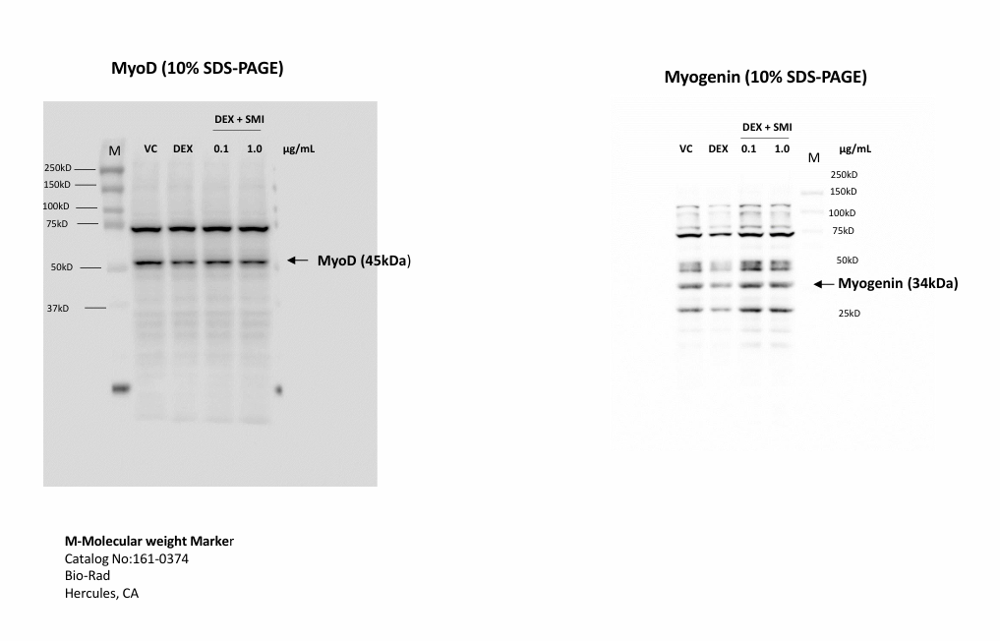 MyoD (10% SDS-PAGE)
DEX + SMI
M VC DEX 0.1 1.0 µg/mL
250kD
150kD
100kD
75kD
50kD
37kD
MyoD (45kDa)
Myogenin (10% SDS-PAGE)
DEX + SMI
VC DEX 0.1 1.0 M µg/mL
250kD
150kD
100kD
75kD
50kD
Myogenin (34kDa)
25kD
M-Molecular weight Marker
Catalog No:161-0374
Bio-Rad
Hercules, CA